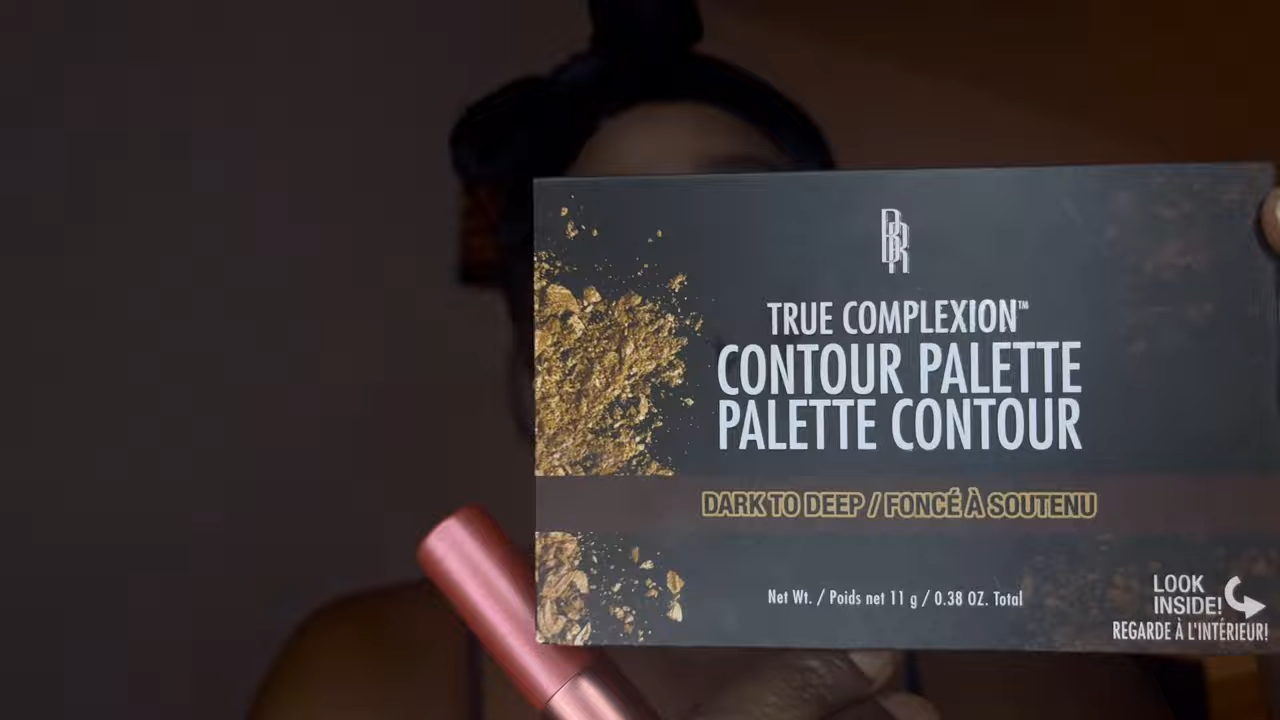 BR
TRUE COMPLEXION™
CONTOUR PALETTE
PALETTE CONTOUR
DARK TO DEEP / FONCÉ À SOUTENU
Net Wt. / Poids net 11 g / 0.38 OZ. Total
LOOK
INSIDE!
REGARDE À L'INTÉRIEUR!